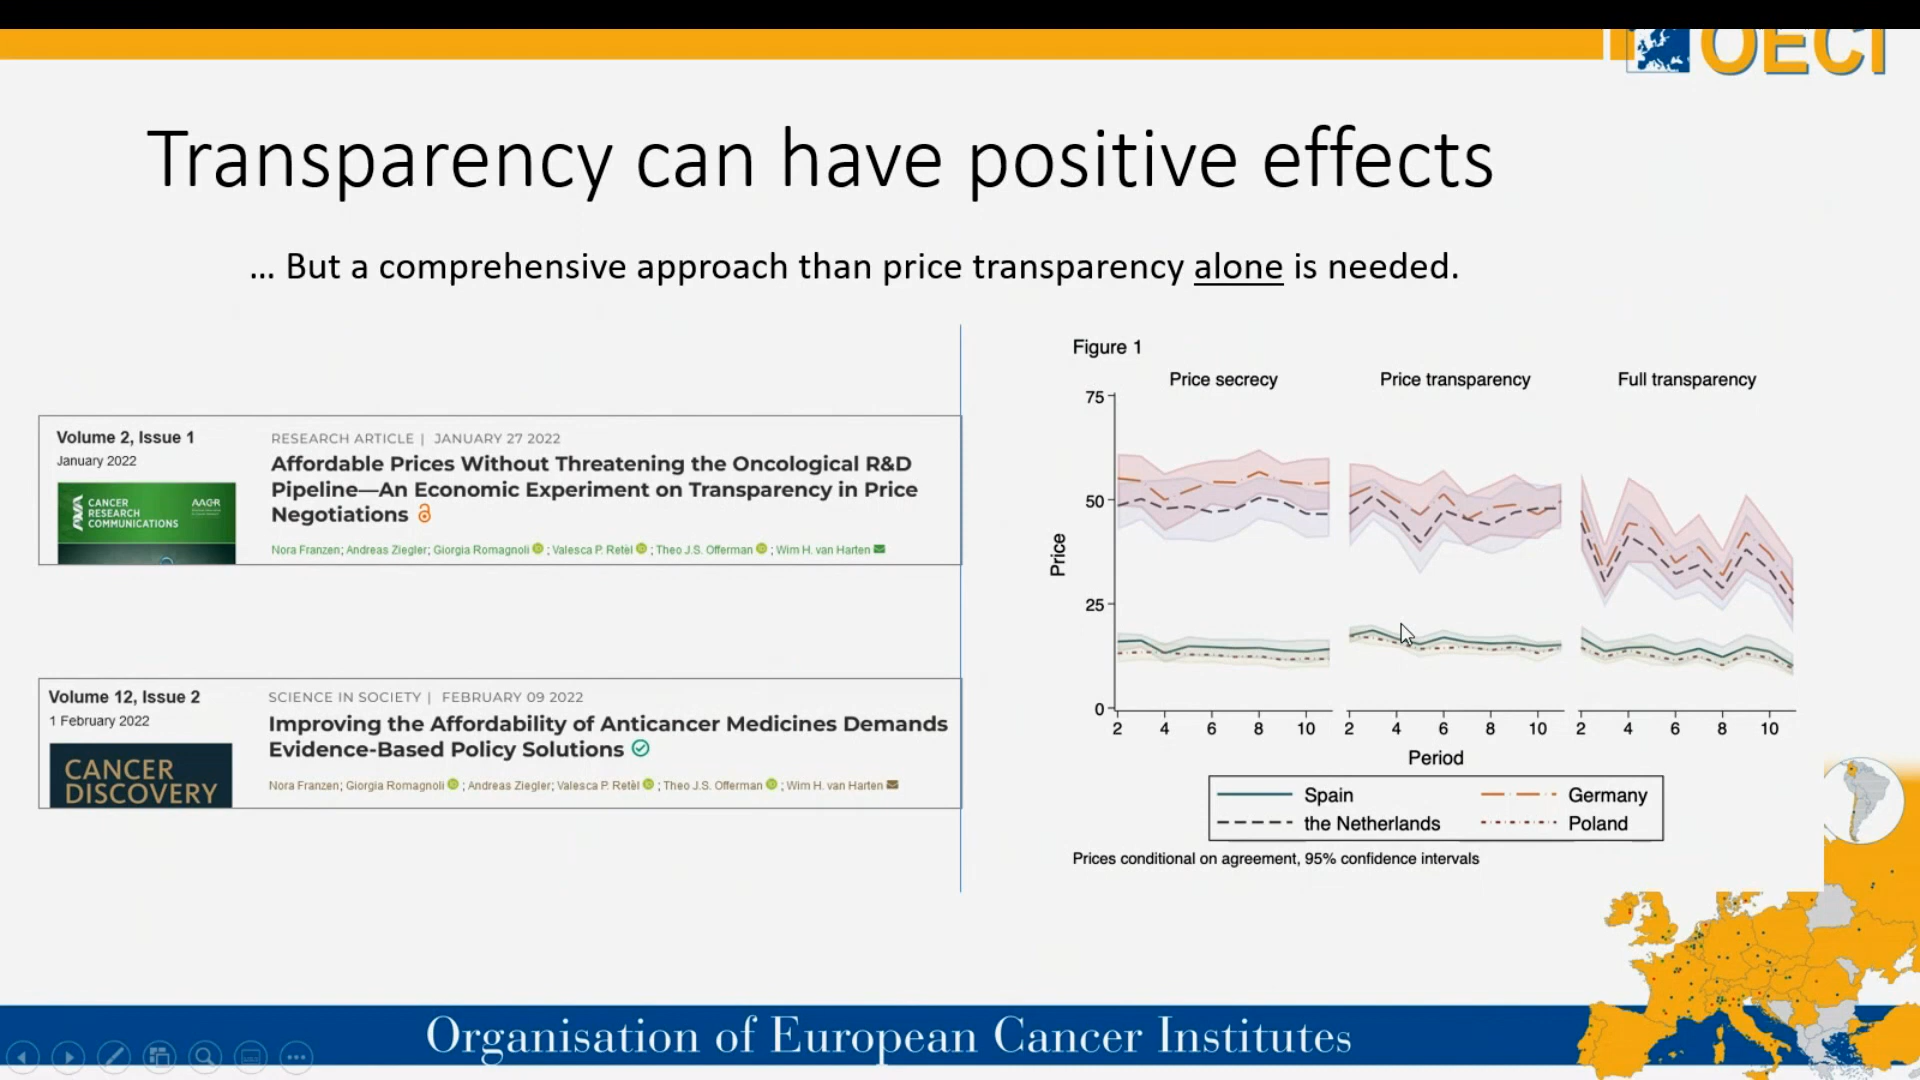 OECI
Transparency can have positive effects
... But a comprehensive approach than price transparency alone is needed.
Volume 2, Issue 1
January 2022
CANCER
RESEARCH
COMMUNICATIONS
AACR
RESEARCH ARTICLE | JANUARY 27 2022
Affordable Prices Without Threatening the Oncological R&D
Pipeline—An Economic Experiment on Transparency in Price
Negotiations
Nora Franzen; Andreas Ziegler; Giorgia Romagnoli ; Valesca P. Retèl ; Theo J.S. Offerman ; Wim H. van Harten
Volume 12, Issue 2
1 February 2022
CANCER
DISCOVERY
SCIENCE IN SOCIETY | FEBRUARY 09 2022
Improving the Affordability of Anticancer Medicines Demands
Evidence-Based Policy Solutions
Nora Franzen; Giorgia Romagnoli ; Andreas Ziegler; Valesca P. Retèl ; Theo J.S. Offerman ; Wim H. van Harten
Figure 1
Price secrecy Price transparency Full transparency
75
50
25
0
Price
2 4 6 8 10 2 4 6 8 10 2 4 6 8 10
Period
Spain Germany
the Netherlands Poland
Prices conditional on agreement, 95% confidence intervals
Organisation of European Cancer Institutes